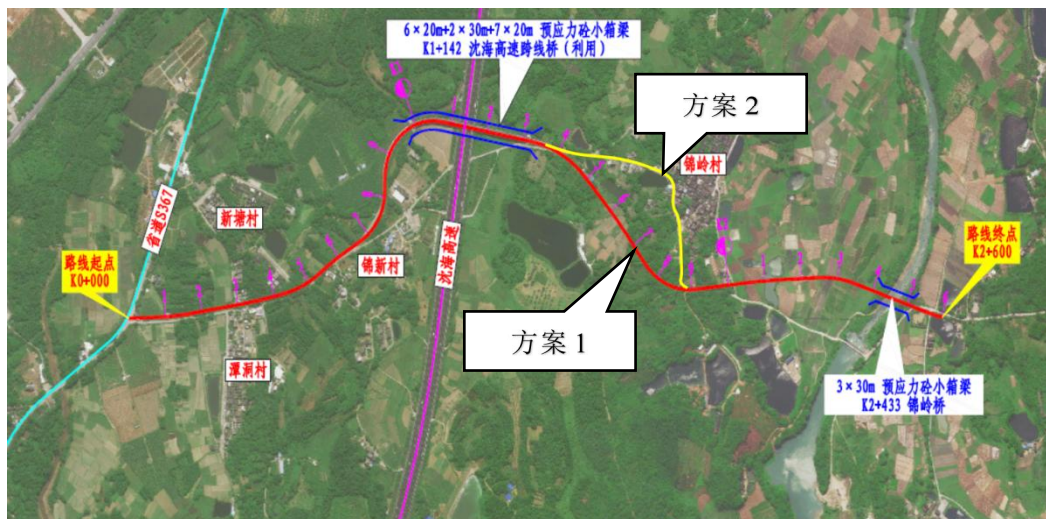 6×20m+2×30m+7×20m 预应力砼小箱梁
K1+142 沈海高速跨线桥(利用)
方案 2
锦岭村
省道S367
新塘村
路线起点
K0+000
锦新村
沈海高速
路线终点
K2+600
方案 1
潭洞村
3×30m 预应力砼小箱梁
K2+433 锦岭桥